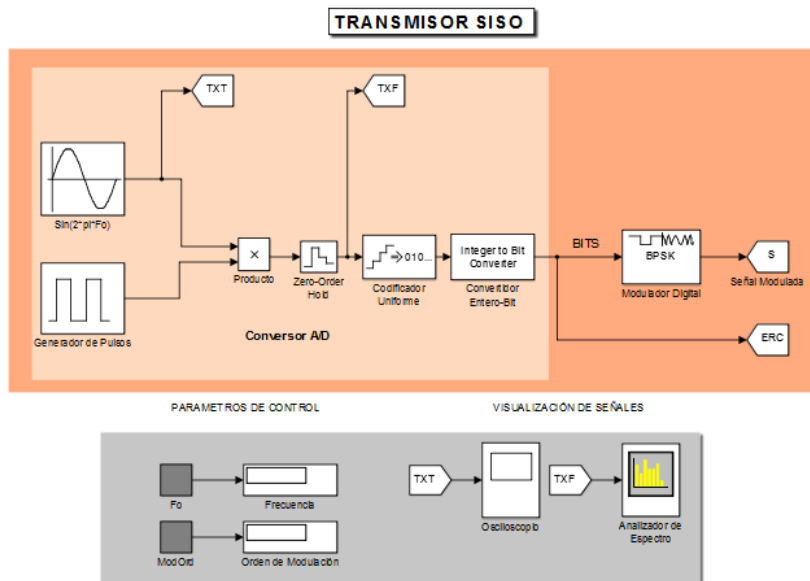 TRANSMISOR SISO
TXT
TXF
Sin(2*pi*Fo)
Producto
Zero-Order
Hold
010...
Codificador
Uniforme
Integer to Bit
Converter
Convertidor
Entero-Bit
BITS
BPSK
Modulador Digital
S
Señal Modulada
Generador de Pulsos
Conversor A/D
ERC
PARAMETROS DE CONTROL
VISUALIZACIÓN DE SEÑALES
Fo
Frecuencia
ModOrd
Orden de Modulación
TXT
Osciloscopio
TXF
Analizador de
Espectro